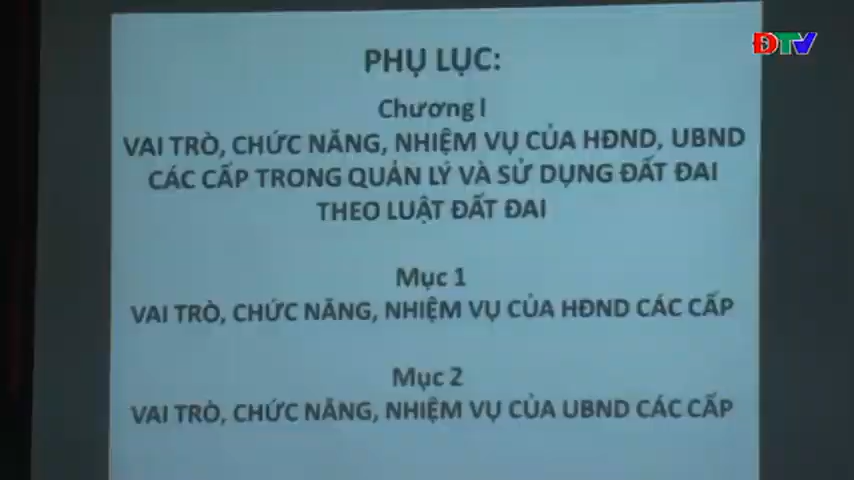 ĐTV
PHỤ LỤC:
Chương I
VAI TRÒ, CHỨC NĂNG, NHIỆM VỤ CỦA HĐND, UBND
CÁC CẤP TRONG QUẢN LÝ VÀ SỬ DỤNG ĐẤT ĐAI
THEO LUẬT ĐẤT ĐAI
Mục 1
VAI TRÒ, CHỨC NĂNG, NHIỆM VỤ CỦA HĐND CÁC CẤP
Mục 2
VAI TRÒ, CHỨC NĂNG, NHIỆM VỤ CỦA UBND CÁC CẤP